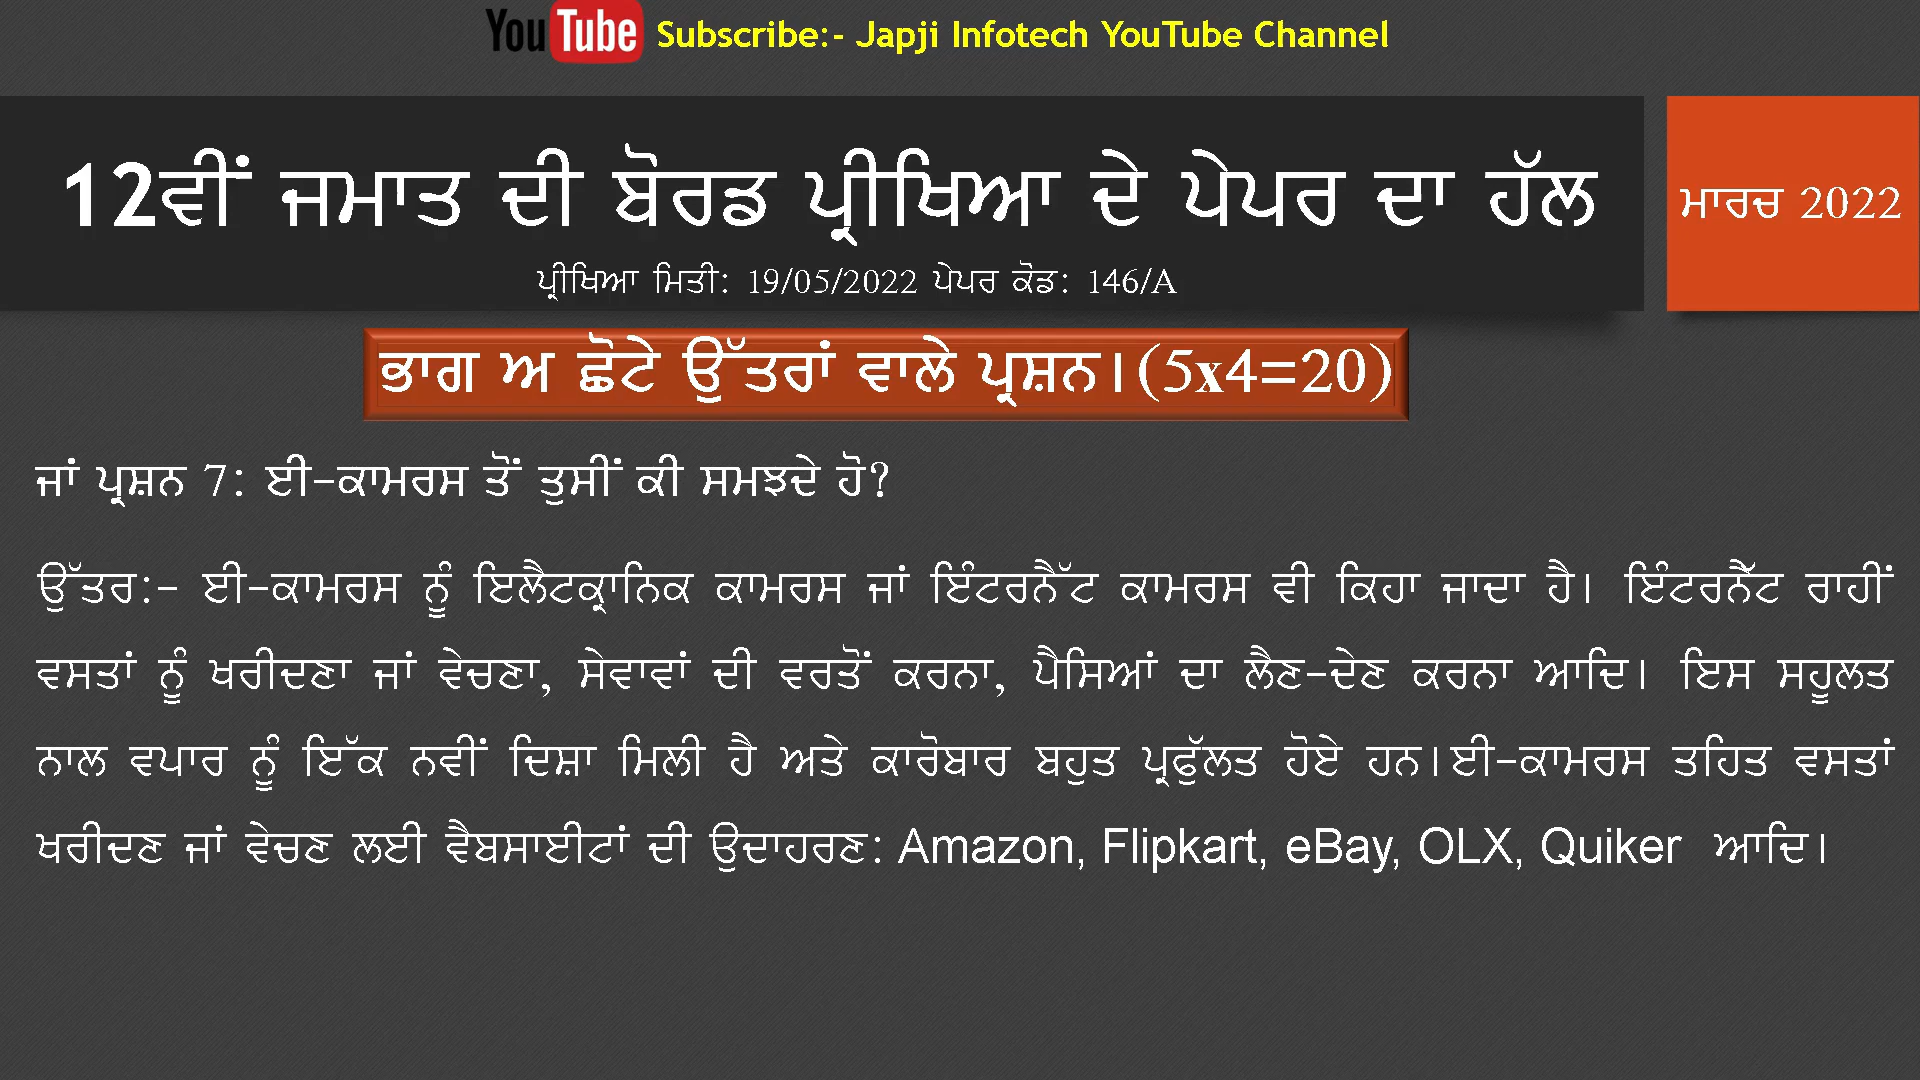 YouTube Subscribe:- Japji Infotech YouTube Channel
12ਵੀਂ ਜਮਾਤ ਦੀ ਬੋਰਡ ਪ੍ਰੀਖਿਆ ਦੇ ਪੇਪਰ ਦਾ ਹੱਲ
ਮਾਰਚ 2022
ਪ੍ਰੀਖਿਆ ਮਿਤੀ: 19/05/2022 ਪੇਪਰ ਕੋਡ: 146/A
ਭਾਗ ਅ ਛੋਟੇ ਉੱਤਰਾਂ ਵਾਲੇ ਪ੍ਰਸ਼ਨ।(5x4=20)
ਜਾਂ ਪ੍ਰਸ਼ਨ 7: ਈ-ਕਾਮਰਸ ਤੋਂ ਤੁਸੀਂ ਕੀ ਸਮਝਦੇ ਹੋ?
ਉੱਤਰ:- ਈ-ਕਾਮਰਸ ਨੂੰ ਇਲੈਟਕ੍ਰਾਨਿਕ ਕਾਮਰਸ ਜਾਂ ਇੰਟਰਨੈੱਟ ਕਾਮਰਸ ਵੀ ਕਿਹਾ ਜਾਦਾ ਹੈ। ਇੰਟਰਨੈੱਟ ਰਾਹੀਂ
ਵਸਤਾਂ ਨੂੰ ਖਰੀਦਣਾ ਜਾਂ ਵੇਚਣਾ, ਸੇਵਾਵਾਂ ਦੀ ਵਰਤੋਂ ਕਰਨਾ, ਪੈਸਿਆਂ ਦਾ ਲੈਣ-ਦੇਣ ਕਰਨਾ ਆਦਿ। ਇਸ ਸਹੂਲਤ
ਨਾਲ ਵਪਾਰ ਨੂੰ ਇੱਕ ਨਵੀਂ ਦਿਸ਼ਾ ਮਿਲੀ ਹੈ ਅਤੇ ਕਾਰੋਬਾਰ ਬਹੁਤ ਪ੍ਰਫੁੱਲਤ ਹੋਏ ਹਨ।ਈ-ਕਾਮਰਸ ਤਹਿਤ ਵਸਤਾਂ
ਖਰੀਦਣ ਜਾਂ ਵੇਚਣ ਲਈ ਵੈਬਸਾਈਟਾਂ ਦੀ ਉਦਾਹਰਣ: Amazon, Flipkart, eBay, OLX, Quiker ਆਦਿ।